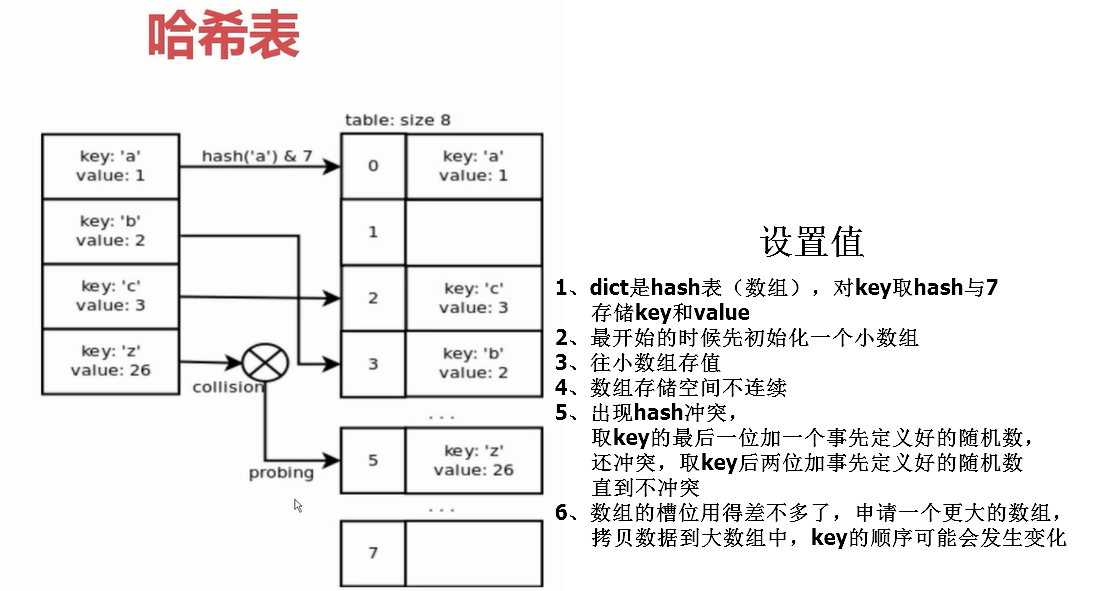 哈希表
table: size 8
key: 'a'
value: 1
hash('a') & 7
0
key: 'a'
value: 1
key: 'b'
value: 2
1
key: 'c'
value: 3
2
key: 'c'
value: 3
key: 'z'
value: 26
collision
3
key: 'b'
value: 2
...
probing
5
key: 'z'
value: 26
...
7
设置值
1、dict是hash表（数组），对key取hash与7
存储key和value
2、最开始的时候先初始化一个小数组
3、往小数组存值
4、数组存储空间不连续
5、出现hash冲突，
取key的最后一位加一个事先定义好的随机数，
还冲突，取key后两位加事先定义好的随机数
直到不冲突
6、数组的槽位用得差不多了，申请一个更大的数组，
拷贝数据到大数组中，key的顺序可能会发生变化